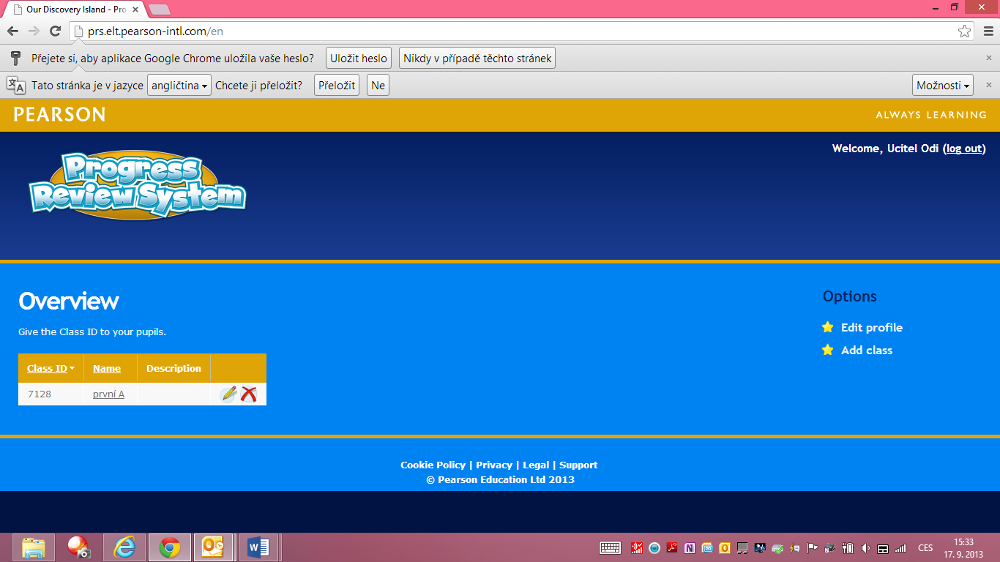 Our Discovery Island - Pro
prs.elt.pearson-intl.com/en
Přejete si, aby aplikace Google Chrome uložila vaše heslo? Uložit heslo Nikdy v případě těchto stránek
Tato stránka je v jazyce angličtina Chcete ji přeložit? Přeložit Ne Možnosti
PEARSON ALWAYS LEARNING
Welcome, Ucitel Odi (log out)
Progress
Review System
Overview
Options
Give the Class ID to your pupils.
Edit profile
Add class
Class ID Name Description
7128 první A
Cookie Policy | Privacy | Legal | Support
© Pearson Education Ltd 2013
CES 15:33
17. 9. 2013